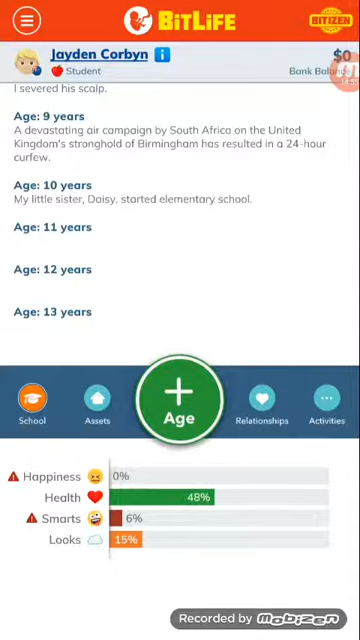 BitLife
BITIZEN
Jayden Corbyn i
$0
Student
Bank Balance
14:55
I severed his scalp.
Age: 9 years
A devastating air campaign by South Africa on the United
Kingdom's stronghold of Birmingham has resulted in a 24-hour
curfew.
Age: 10 years
My little sister, Daisy, started elementary school.
Age: 11 years
Age: 12 years
Age: 13 years
School
Assets
+
Age
Relationships
Activities
Happiness 0%
Health 48%
Smarts 6%
Looks 15%
Recorded by Mobizen